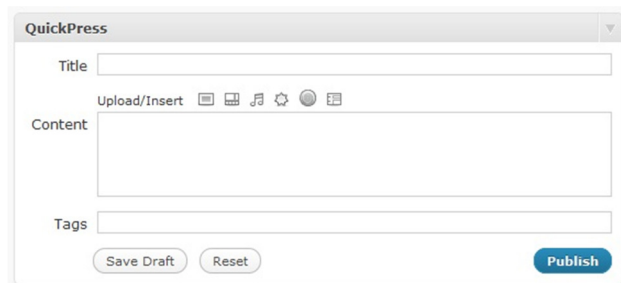 QuickPress
Title
Upload/Insert
Content
Tags
Save Draft Reset Publish